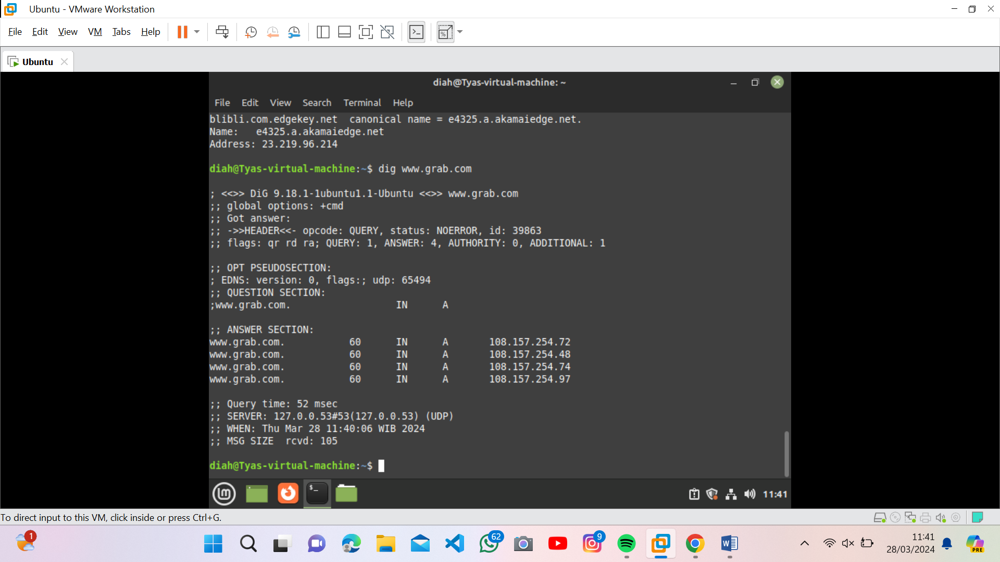 Ubuntu - VMware Workstation
File Edit View VM Tabs Help
Ubuntu
diah@Tyas-virtual-machine: ~
File Edit View Search Terminal Help
blibli.com.edgekey.net  canonical name = e4325.a.akamaiedge.net.
Name:   e4325.a.akamaiedge.net
Address: 23.219.96.214
diah@Tyas-virtual-machine:~$ dig www.grab.com
; <<>> DiG 9.18.1-1ubuntu1.1-Ubuntu <<>> www.grab.com
;; global options: +cmd
;; Got answer:
;; ->>HEADER<<- opcode: QUERY, status: NOERROR, id: 39863
;; flags: qr rd ra; QUERY: 1, ANSWER: 4, AUTHORITY: 0, ADDITIONAL: 1
;; OPT PSEUDOSECTION:
; EDNS: version: 0, flags:; udp: 65494
;; QUESTION SECTION:
;www.grab.com.			IN	A
;; ANSWER SECTION:
www.grab.com.		60	IN	A	108.157.254.72
www.grab.com.		60	IN	A	108.157.254.48
www.grab.com.		60	IN	A	108.157.254.74
www.grab.com.		60	IN	A	108.157.254.97
;; Query time: 52 msec
;; SERVER: 127.0.0.53#53(127.0.0.53) (UDP)
;; WHEN: Thu Mar 28 11:40:06 WIB 2024
;; MSG SIZE  rcvd: 105
diah@Tyas-virtual-machine:~$
11:41
To direct input to this VM, click inside or press Ctrl+G.
1
62
9
11:41
28/03/2024
PRE